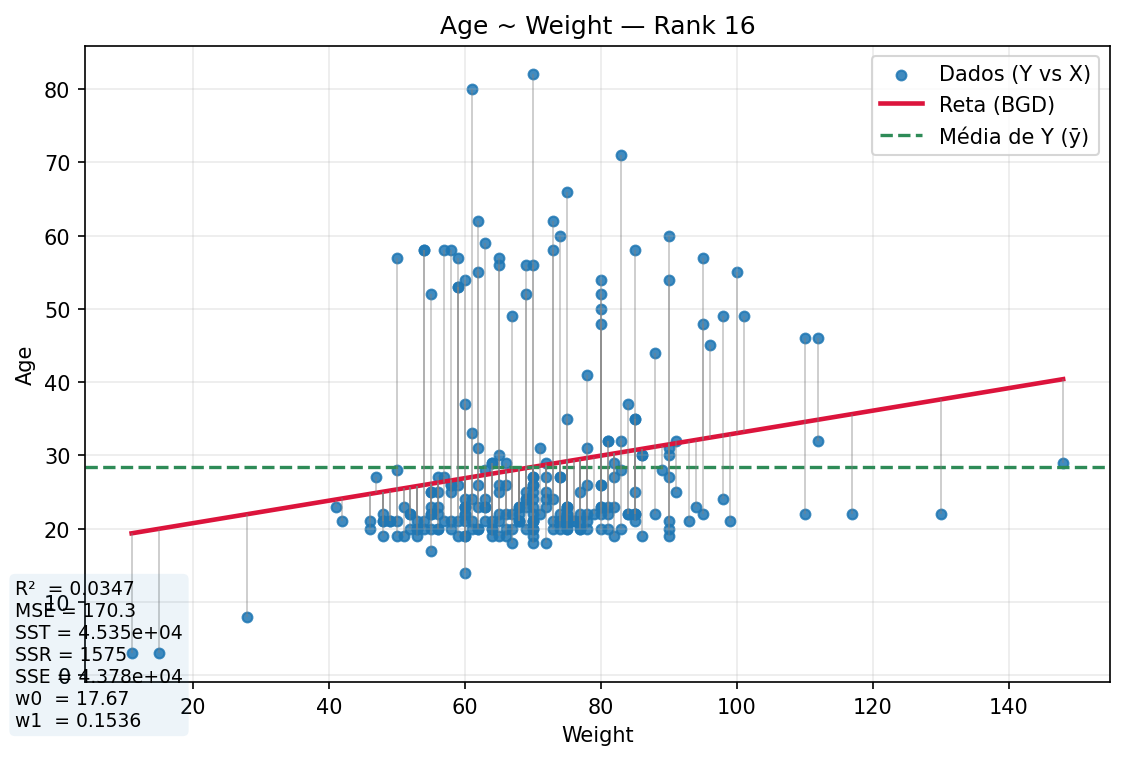 Age ~ Weight — Rank 16
Dados (Y vs X)
Reta (BGD)
Média de Y (ȳ)
80
70
60
50
40
30
20
10
0
Age
R² = 0.0347
MSE = 170.3
SST = 4.535e+04
SSR = 1575
SSE = 4.378e+04
w0 = 17.67
w1 = 0.1536
20 40 60 80 100 120 140
Weight